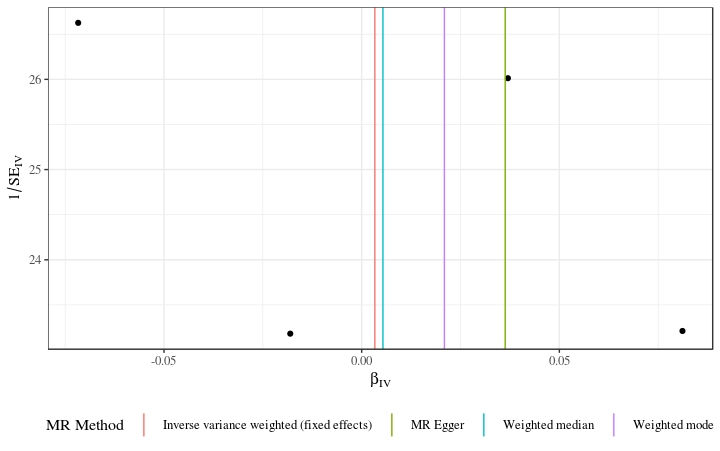 26
25
24
1/SE_IV
-0.05 0.00 0.05
β_IV
MR Method Inverse variance weighted (fixed effects) MR Egger Weighted median Weighted mode